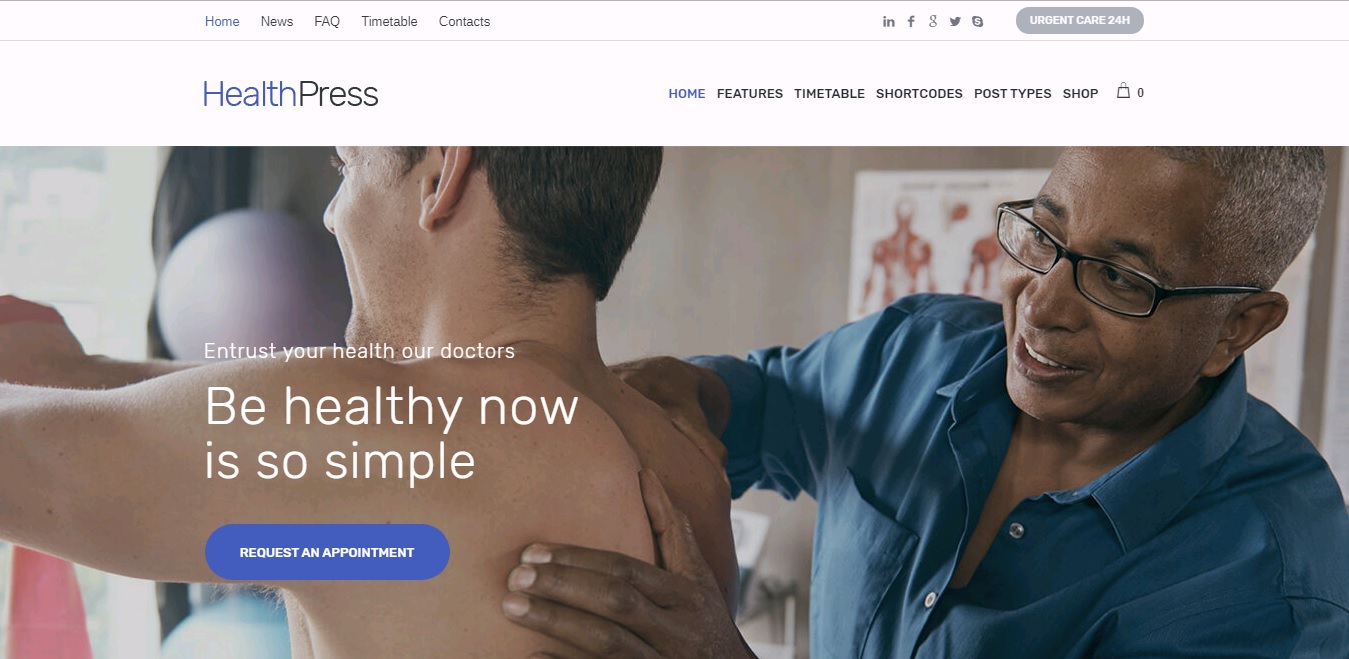 Home News FAQ Timetable Contacts
URGENT CARE 24H
HealthPress
HOME FEATURES TIMETABLE SHORTCODES POST TYPES SHOP 0
Entrust your health our doctors
Be healthy now
is so simple
REQUEST AN APPOINTMENT